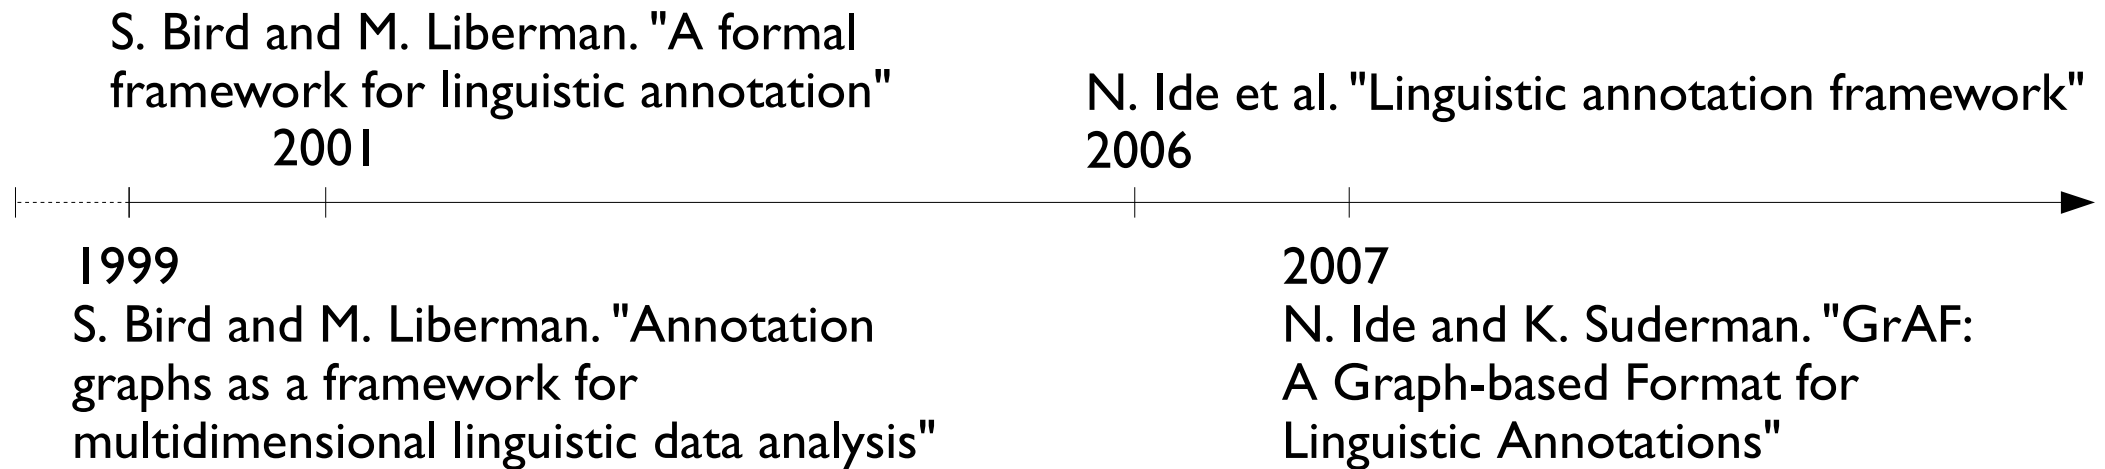 S. Bird and M. Liberman. "A formal
framework for linguistic annotation"
2001
N. Ide et al. "Linguistic annotation framework"
2006
1999
S. Bird and M. Liberman. "Annotation
graphs as a framework for
multidimensional linguistic data analysis"
2007
N. Ide and K. Suderman. "GrAF:
A Graph-based Format for
Linguistic Annotations"